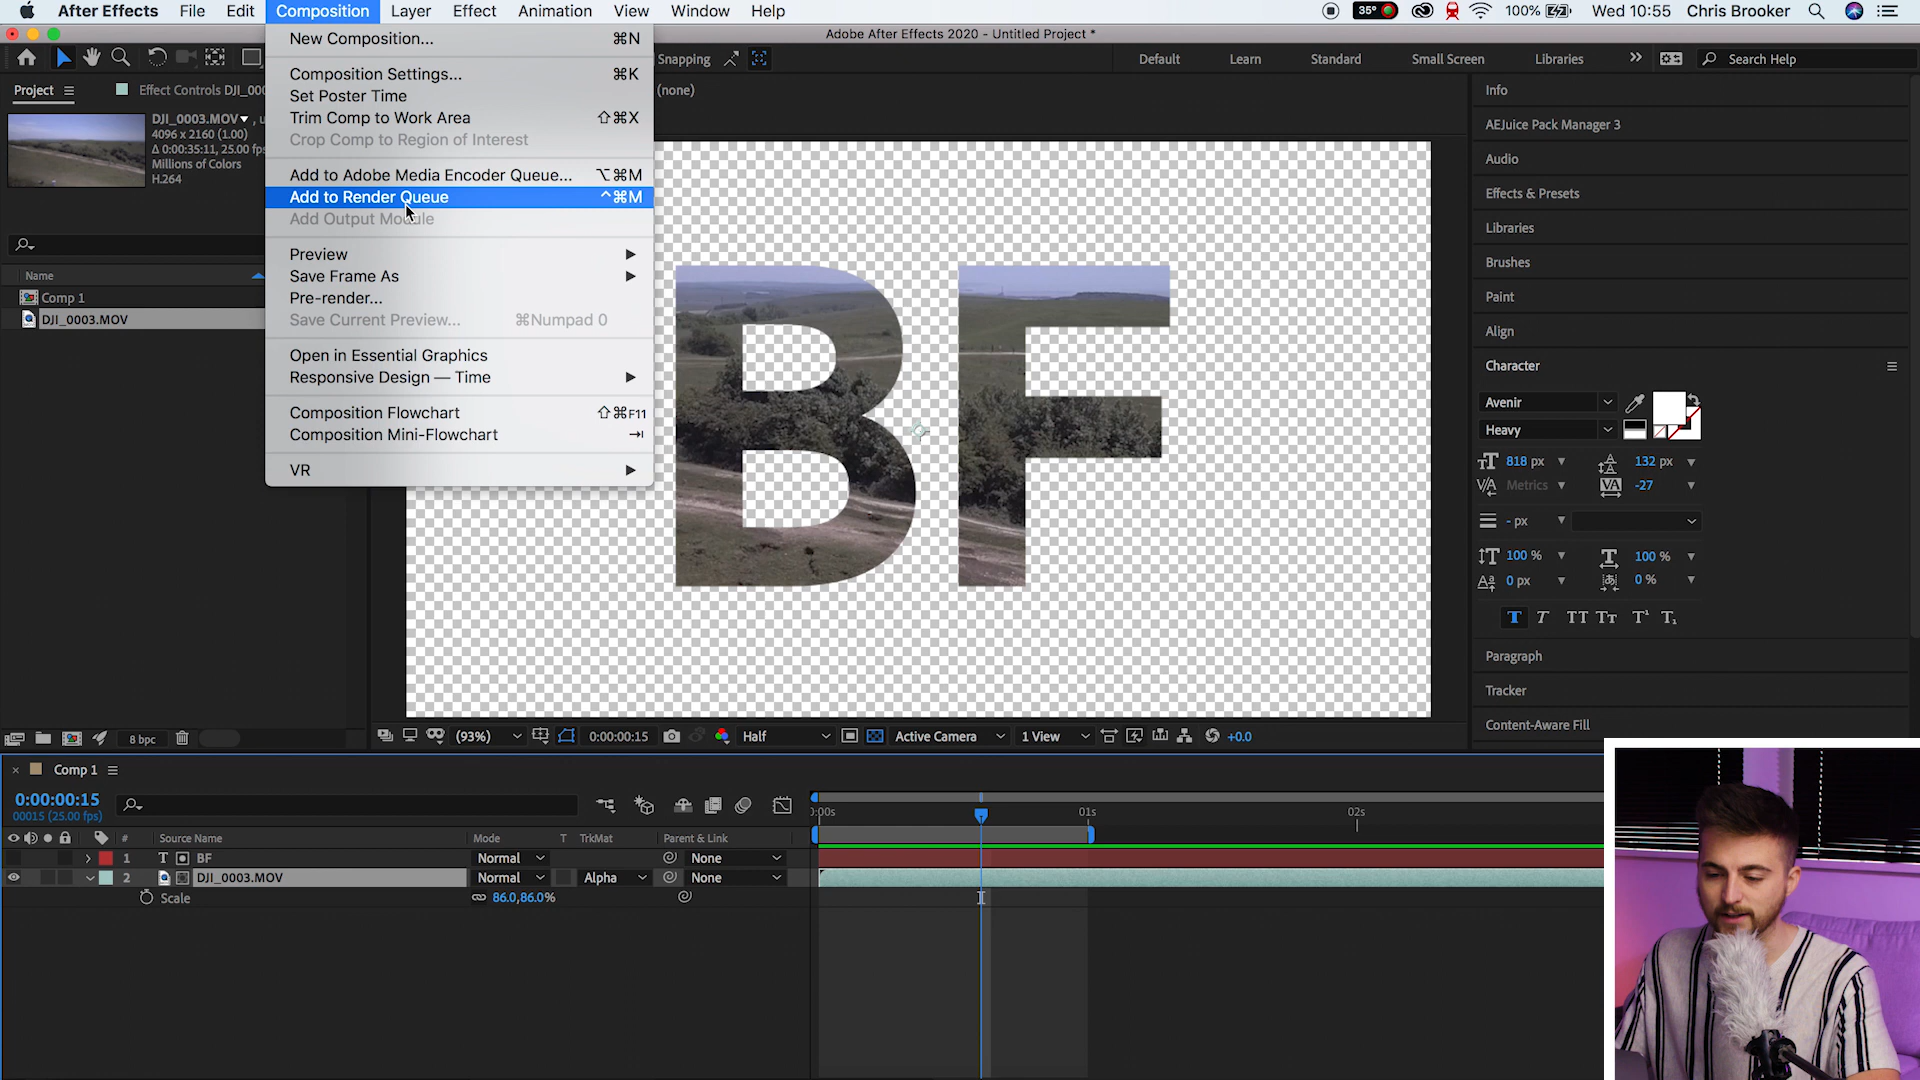 After Effects File Edit Composition Layer Effect Animation View Window Help 35° 100% Wed 10:55 Chris Brooker
Adobe After Effects 2020 - Untitled Project *
Snapping Default Learn Standard Small Screen Libraries Search Help
Project Effect Controls DJI_000 (none)
New Composition... ⌘N
Composition Settings... ⌘K
Set Poster Time
Trim Comp to Work Area ⇧⌘X
Crop Comp to Region of Interest
Add to Adobe Media Encoder Queue... ⌥⌘M
Add to Render Queue ^⌘M
Add Output Module
Preview
Save Frame As
Pre-render...
Save Current Preview... ⌘Numpad 0
Open in Essential Graphics
Responsive Design — Time
Composition Flowchart ⇧⌘F11
Composition Mini-Flowchart ⇥
VR
DJI_0003.MOV▼, u
4096 x 2160 (1.00)
Δ 0:00:35:11, 25.00 fp
Millions of Colors
H.264
Name
Comp 1
DJI_0003.MOV
8 bpc
BF
(93%) 0:00:00:15 Half Active Camera 1 View +0.0
Info
AEJuice Pack Manager 3
Audio
Effects & Presets
Libraries
Brushes
Paint
Align
Character
Avenir
Heavy
818 px 132 px
Metrics -27
- px
100 % 100 %
0 px 0 %
T T TT Tт T¹ T₁
Paragraph
Tracker
Content-Aware Fill
Comp 1
0:00:00:15
00015 (25.00 fps)
0:00s 01s 02s
# Source Name Mode T TrkMat Parent & Link
1 T BF Normal None
2 DJI_0003.MOV Normal Alpha None
Scale 86.0,86.0%